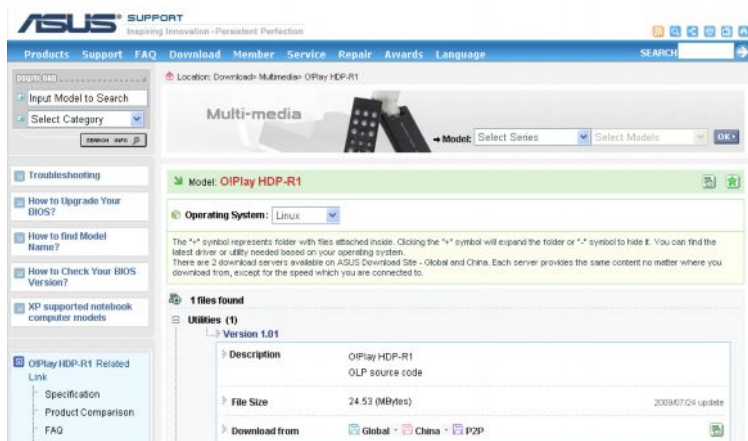 ASUS SUPPORT
Inspiring Innovation - Persistent Perfection
Products Support FAQ Download Member Service Repair Awards Language SEARCH
DOWNLOAD
Input Model to Search
Select Category
SEARCH INFO
Location: Download> Multimedia> O!Play HDP-R1
Multi-media
Model: Select Series Select Models OK
Troubleshooting
How to Upgrade Your
BIOS?
How to find Model
Name?
How to Check Your BIOS
Version?
XP supported notebook
computer models
O!Play HDP-R1 Related
Link
Specification
Product Comparison
FAQ
Model: O!Play HDP-R1
Operating System: Linux
The "+" symbol represents folder with files attached inside. Clicking the "+" symbol will expand the folder or "-" symbol to hide it. You can find the
latest driver or utility needed based on your operating system.
There are 2 download servers available on ASUS Download Site - Global and China. Each server provides the same content no matter where you
download from, except for the speed which you are connected to.
1 files found
Utilities (1)
Version 1.01
Description O!Play HDP-R1
GLP source code
File Size 24.53 (MBytes) 2009/07/24 update
Download from Global - China - P2P